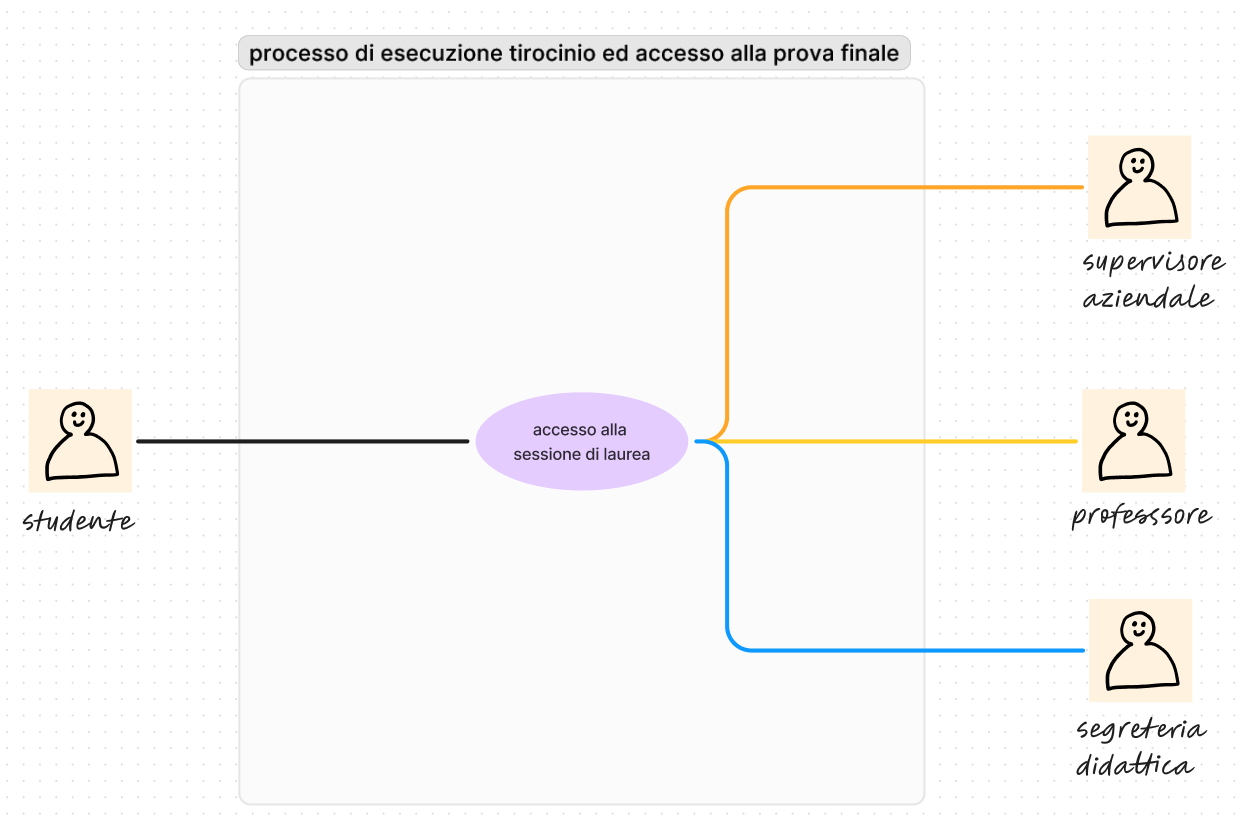 processo di esecuzione tirocinio ed accesso alla prova finale
supervisore
aziendale
accesso alla
sessione di laurea
studente
professsore
segreteria
didattica